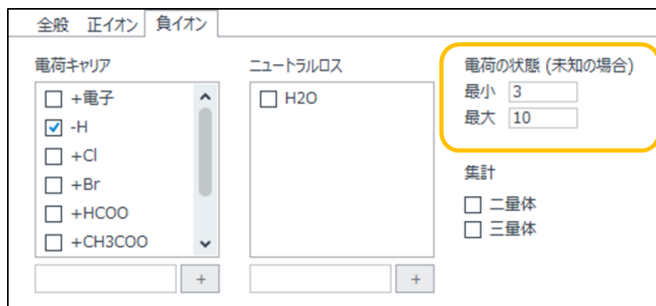 全般 正イオン 負イオン
電荷キャリア
+電子
-H
+Cl
+Br
+HCOO
+CH3COO
+
ニュートラルロス
H2O
+
電荷の状態 (未知の場合)
最小 3
最大 10
集計
二量体
三量体